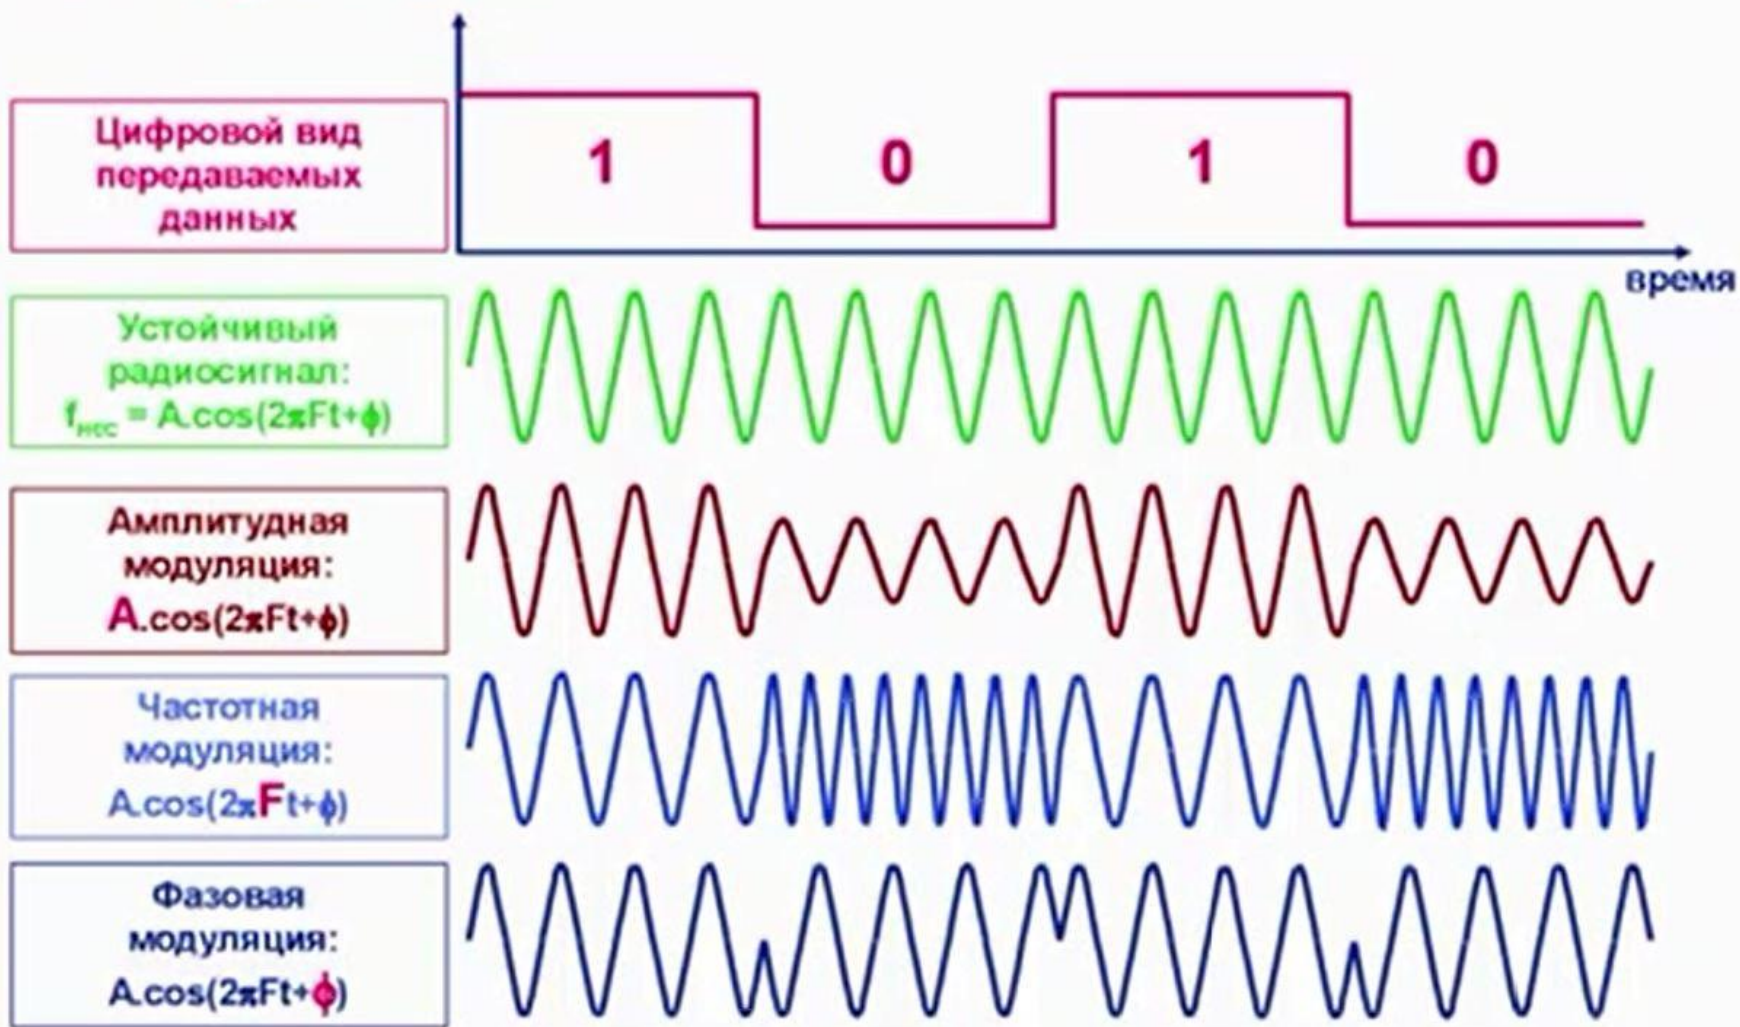 Цифровой вид
передаваемых
данных
1 0 1 0
время
Устойчивый
радиосигнал:
fнес = A.cos(2πFt+ϕ)
Амплитудная
модуляция:
A.cos(2πFt+ϕ)
Частотная
модуляция:
A.cos(2πFt+ϕ)
Фазовая
модуляция:
A.cos(2πFt+ϕ)